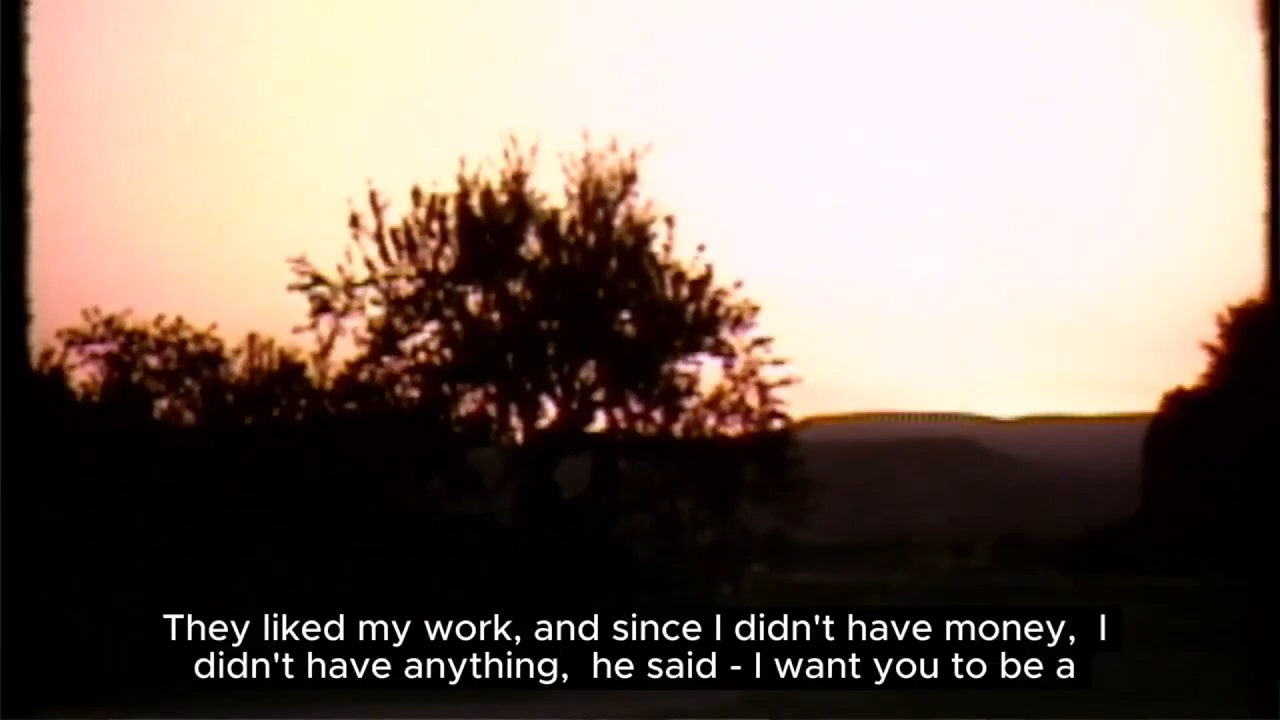 They liked my work, and since I didn't have money,  I
didn't have anything,  he said - I want you to be a